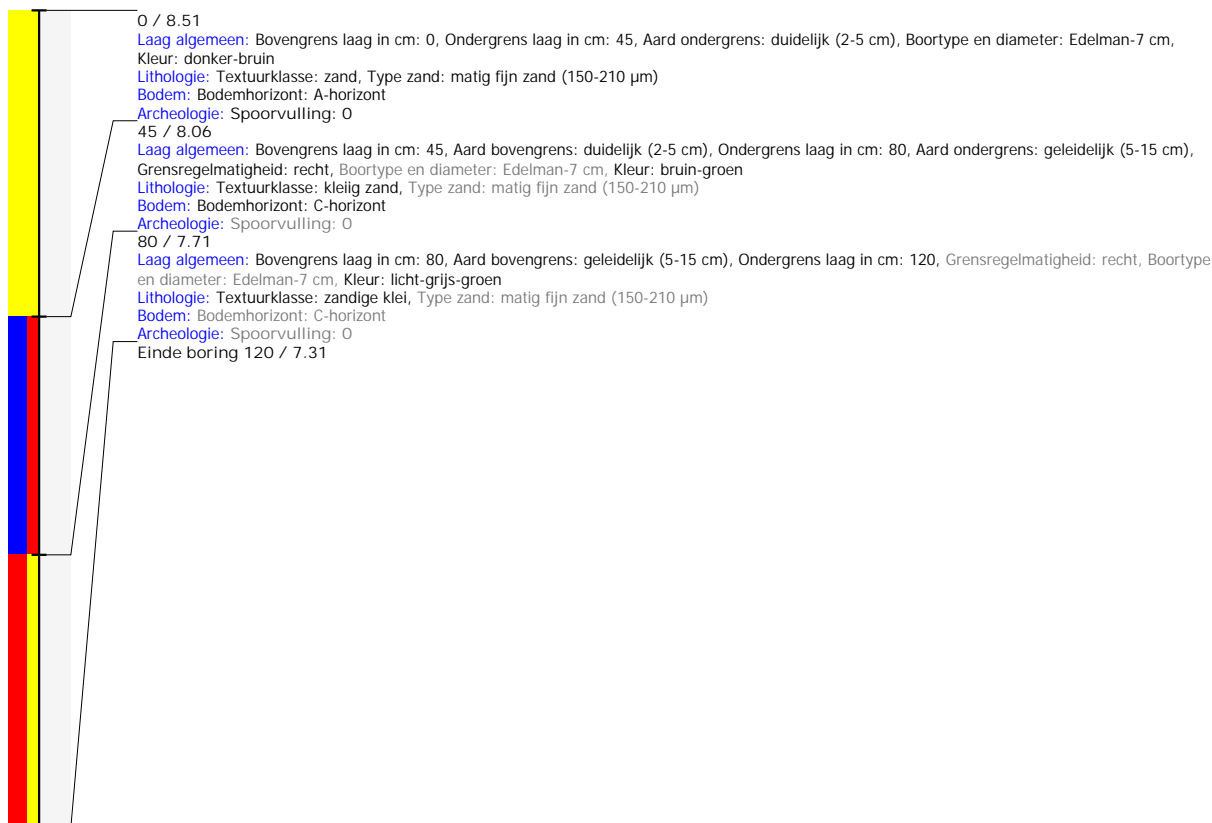 0 / 8.51
Laag algemeen: Bovengrens laag in cm: 0, Ondergrens laag in cm: 45, Aard ondergrens: duidelijk (2-5 cm), Boortype en diameter: Edelman-7 cm,
Kleur: donker-bruin
Lithologie: Textuurklasse: zand, Type zand: matig fijn zand (150-210 µm)
Bodem: Bodemhorizont: A-horizont
Archeologie: Spoorvulling: 0
45 / 8.06
Laag algemeen: Bovengrens laag in cm: 45, Aard bovengrens: duidelijk (2-5 cm), Ondergrens laag in cm: 80, Aard ondergrens: geleidelijk (5-15 cm),
Grensregelmatigheid: recht, Boortype en diameter: Edelman-7 cm, Kleur: bruin-groen
Lithologie: Textuurklasse: kleiig zand, Type zand: matig fijn zand (150-210 µm)
Bodem: Bodemhorizont: C-horizont
Archeologie: Spoorvulling: 0
80 / 7.71
Laag algemeen: Bovengrens laag in cm: 80, Aard bovengrens: geleidelijk (5-15 cm), Ondergrens laag in cm: 120, Grensregelmatigheid: recht, Boortype
en diameter: Edelman-7 cm, Kleur: licht-grijs-groen
Lithologie: Textuurklasse: zandige klei, Type zand: matig fijn zand (150-210 µm)
Bodem: Bodemhorizont: C-horizont
Archeologie: Spoorvulling: 0
Einde boring 120 / 7.31